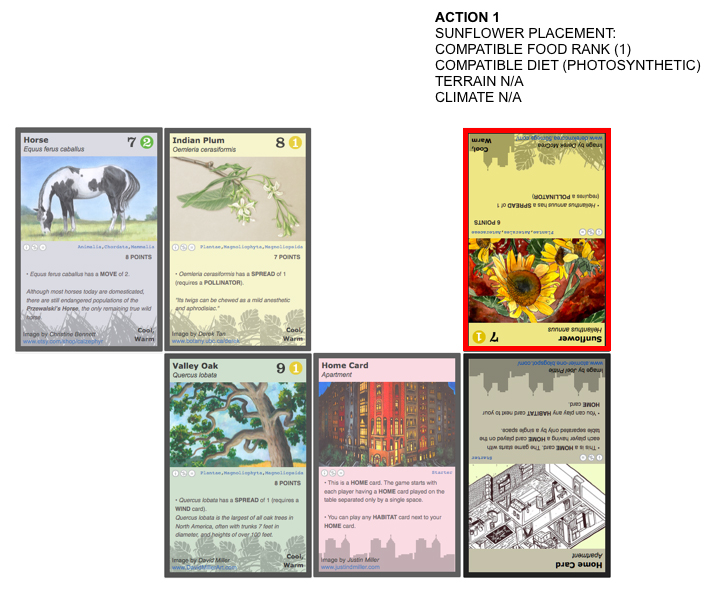 ACTION 1
SUNFLOWER PLACEMENT:
COMPATIBLE FOOD RANK (1)
COMPATIBLE DIET (PHOTOSYNTHETIC)
TERRAIN N/A
CLIMATE N/A
Horse 7 2
Equus ferus caballus
Animalia, Chordata, Mammalia
8 POINTS
• Equus ferus caballus has a MOVE of 2.
Although most horses today are domesticated,
there are still endangered populations of the
Przewalski's Horse, the only remaining true wild
horse
Image by Christine Bennett
Cool,
Warm
Indian Plum 8 1
Oemleria cerasiformis
Plantae, Magnoliophyta, Magnoliopsida
7 POINTS
• Oemleria cerasiformis has a SPREAD of 1
(requires a POLLINATOR).
"Its twigs can be chewed as a mild anesthetic
and aphrodisiac."
Image by Derek Tan
Cool,
Warm
Sunflower 7 1
Helianthus annuus
Plantae, Asterales, Asteraceae
6 POINTS
• Helianthus annuus has a SPREAD of 1
(requires a POLLINATOR)
Image by Derek McCrea
Cool,
Warm
Valley Oak 9 1
Quercus lobata
Plantae, Magnoliophyta, Magnoliopsida
8 POINTS
• Quercus lobata has a SPREAD of 1 (requires a
WIND card).
Quercus lobata is the largest of all oak trees in
North America, often with trunks 7 feet in
diameter, and heights of over 100 feet.
Image by David Miller
Cool,
Warm
Home Card
Apartment
Starter
• This is a HOME card. The game starts with
each player having a HOME card played on the
table separated only by a single space.
• You can play any HABITAT card next to your
HOME card.
Image by Justin Miller
www.justindmiller.com
Home Card
Apartment
Starter
• This is a HOME card. The game starts with
each player having a HOME card played on the
table separated only by a single space.
• You can play any HABITAT card next to your
HOME card.